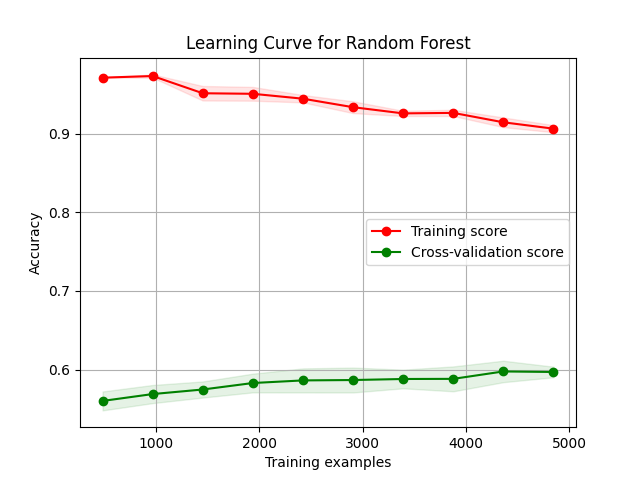 Learning Curve for Random Forest
Accuracy
0.9
0.8
0.7
0.6
Training score
Cross-validation score
1000 2000 3000 4000 5000
Training examples